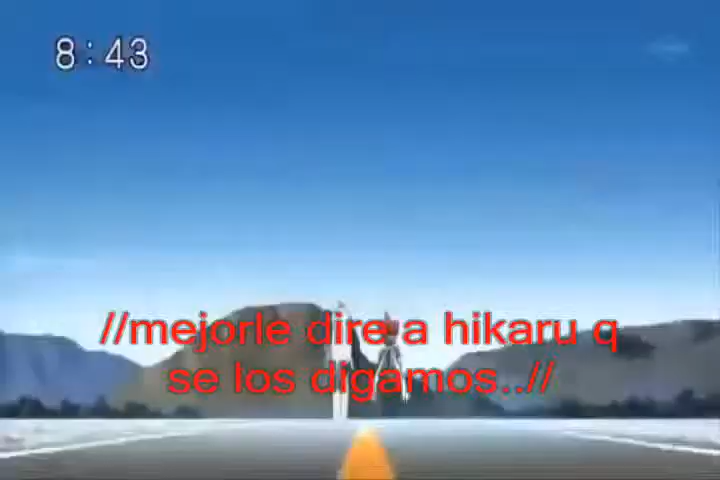 8:43
//mejorle dire a hikaru q
se los digamos..//